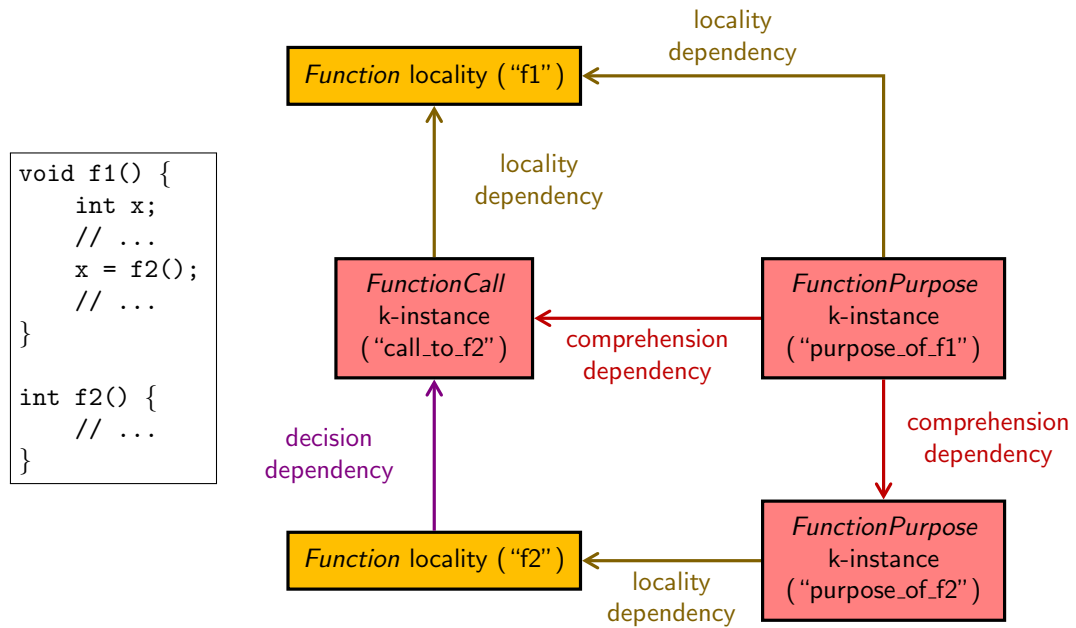 void f1() {
    int x;
    // ...
    x = f2();
    // ...
}
int f2() {
    // ...
}
Function locality (“f1”)
locality
dependency
locality
dependency
FunctionCall
k-instance
(“call_to_f2”)
comprehension
dependency
FunctionPurpose
k-instance
(“purpose_of_f1”)
decision
dependency
comprehension
dependency
Function locality (“f2”)
locality
dependency
FunctionPurpose
k-instance
(“purpose_of_f2”)